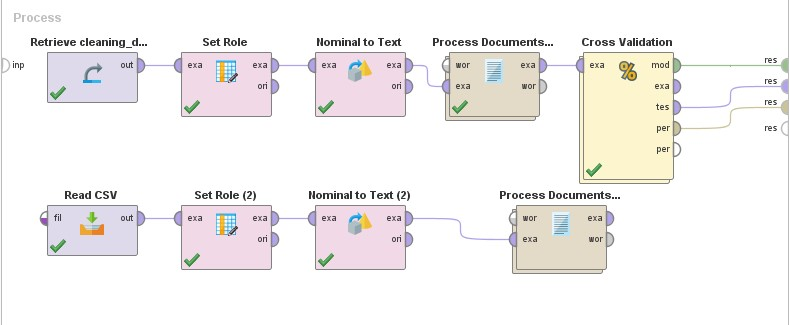 Process
Retrieve cleaning_d... Set Role Nominal to Text Process Documents... Cross Validation
inp out exa exa exa exa wor exa exa mod res
ori ori exa wor exa res
tes res
per res
per
Read CSV Set Role (2) Nominal to Text (2) Process Documents...
fil out exa exa exa exa wor exa
ori ori exa wor